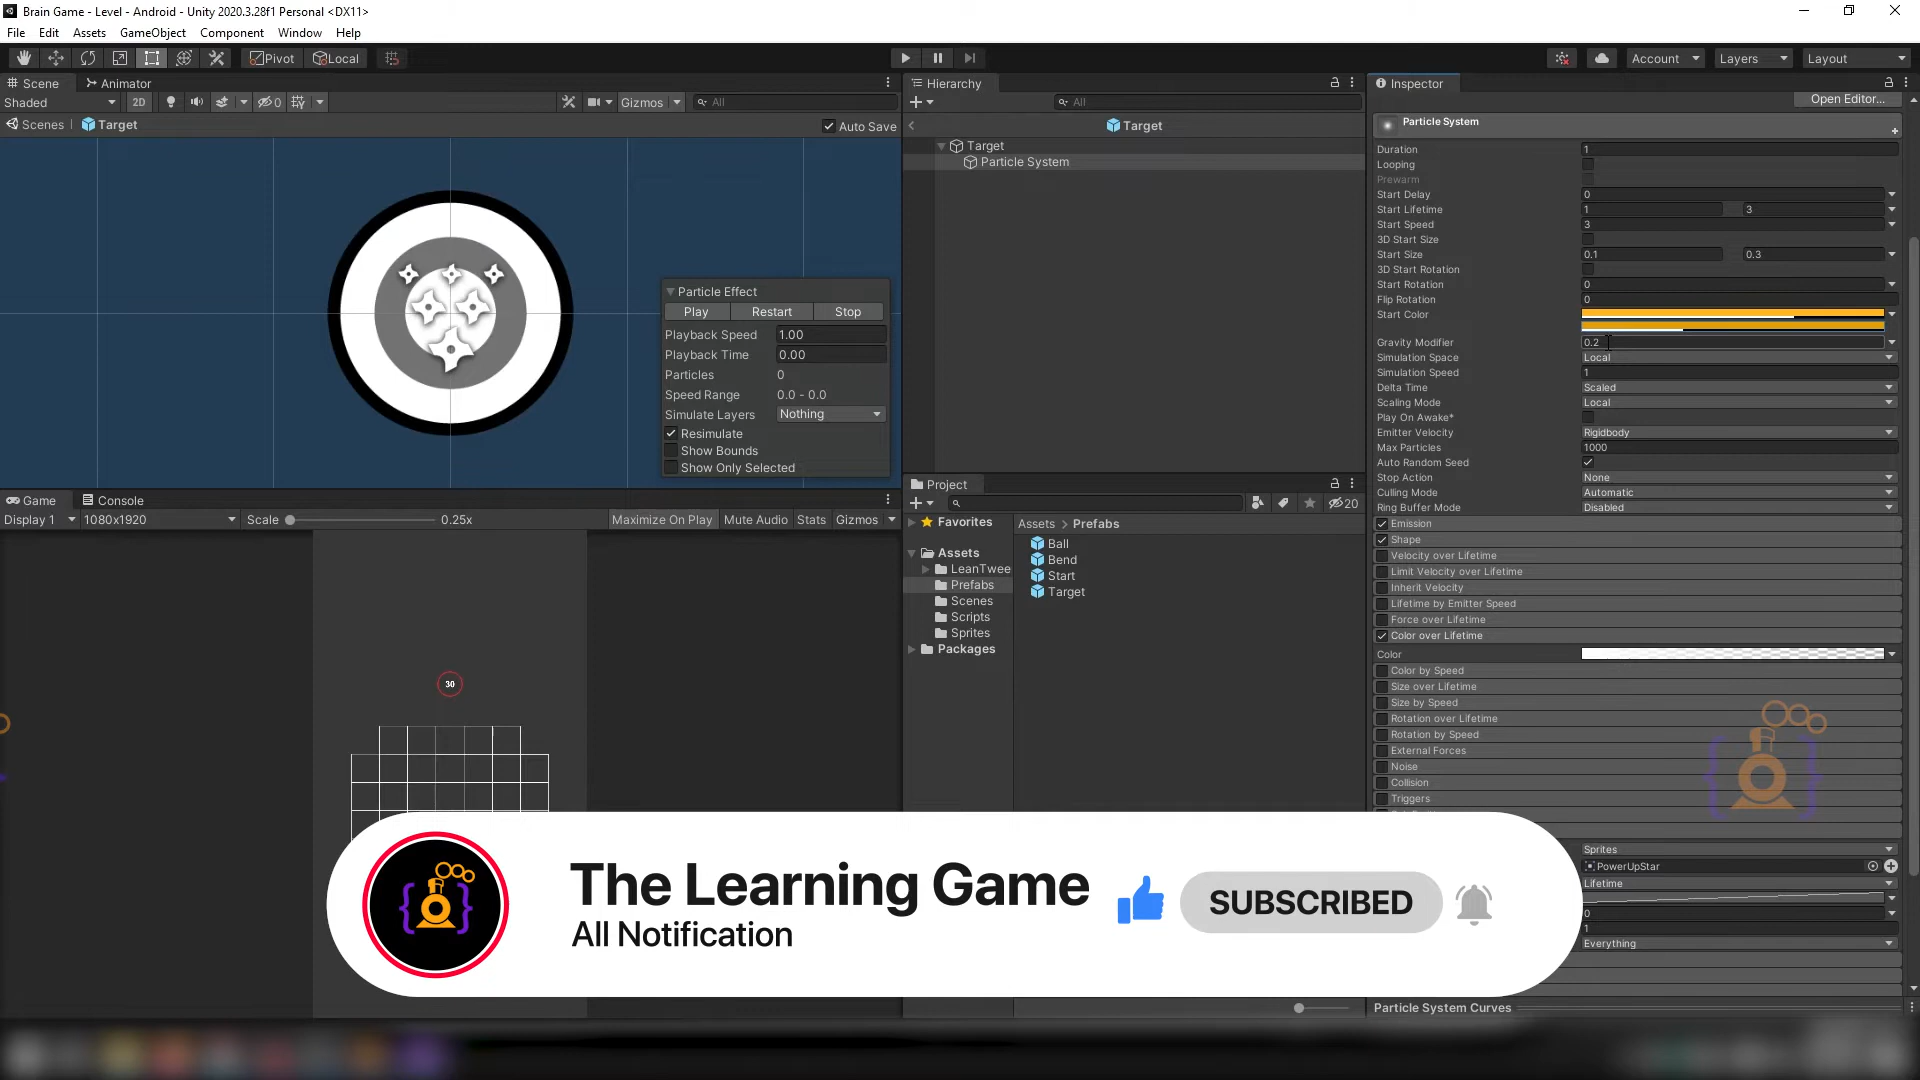 Brain Game - Level - Android - Unity 2020.3.28f1 Personal <DX11>
File Edit Assets GameObject Component Window Help
Pivot Local
Account Layers Layout
Scene Animator
Shaded 2D Gizmos All
Scenes Target Auto Save
Particle Effect
Play Restart Stop
Playback Speed 1.00
Playback Time 0.00
Particles 0
Speed Range 0.0 - 0.0
Simulate Layers Nothing
Resimulate
Show Bounds
Show Only Selected
Game Console
Display 1 1080x1920 Scale 0.25x Maximize On Play Mute Audio Stats Gizmos
30
Hierarchy
All
Target
Target
Particle System
Project
20
Favorites
Assets
LeanTwee
Prefabs
Scenes
Scripts
Sprites
Packages
Assets > Prefabs
Ball
Bend
Start
Target
Inspector
Open Editor...
Particle System
Duration 1
Looping
Prewarm
Start Delay 0
Start Lifetime 1 3
Start Speed 3
3D Start Size
Start Size 0.1 0.3
3D Start Rotation
Start Rotation 0
Flip Rotation 0
Start Color
Gravity Modifier 0.2
Simulation Space Local
Simulation Speed 1
Delta Time Scaled
Scaling Mode Local
Play On Awake*
Emitter Velocity Rigidbody
Max Particles 1000
Auto Random Seed
Stop Action None
Culling Mode Automatic
Ring Buffer Mode Disabled
Emission
Shape
Velocity over Lifetime
Limit Velocity over Lifetime
Inherit Velocity
Lifetime by Emitter Speed
Force over Lifetime
Color over Lifetime
Color
Color by Speed
Size over Lifetime
Size by Speed
Rotation over Lifetime
Rotation by Speed
External Forces
Noise
Collision
Triggers
Sprites
PowerUpStar
Lifetime
0
1
Everything
Particle System Curves
The Learning Game
All Notification
SUBSCRIBED